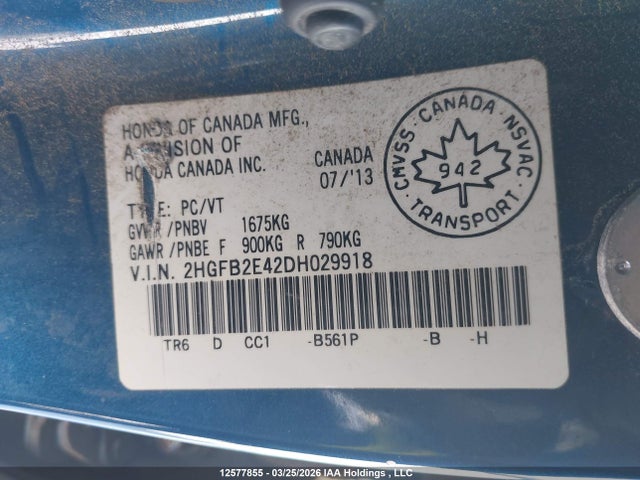 HONDA OF CANADA MFG.,
A DIVISION OF
HONDA CANADA INC.
CANADA
07/'13
CMVSS · CANADA · NSVAC
942
TRANSPORT
TYPE: PC/VT
GVWR/PNBV 1675KG
GAWR/PNBE F 900KG R 790KG
V.I.N. 2HGFB2E42DH029918
TR6 D CC1 -B561P -B -H
12577855 - 03/25/2026 IAA Holdings , LLC